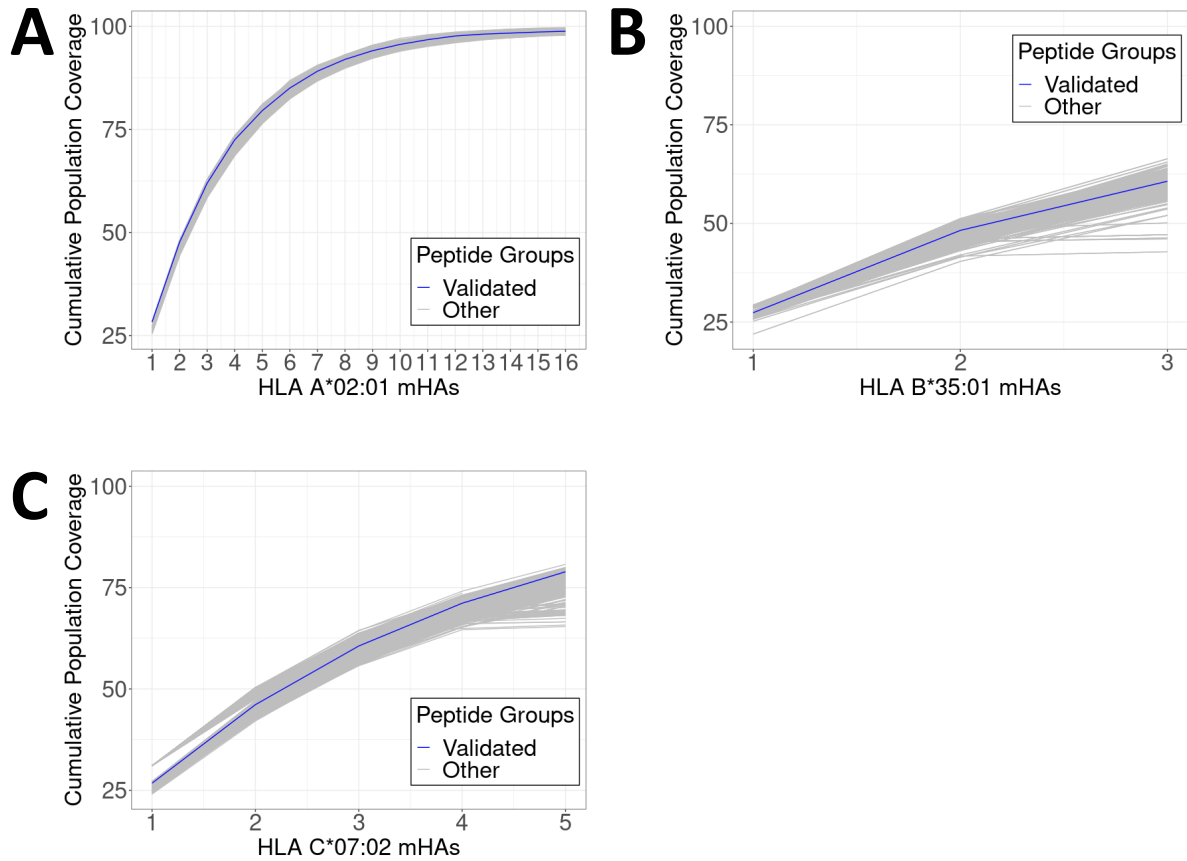 A
Cumulative Population Coverage
100
75
50
25
1 2 3 4 5 6 7 8 9 10 11 12 13 14 15 16
HLA A*02:01 mHAs
Peptide Groups
Validated
Other
B
Cumulative Population Coverage
100
75
50
25
1 2 3
HLA B*35:01 mHAs
Peptide Groups
Validated
Other
C
Cumulative Population Coverage
100
75
50
25
1 2 3 4 5
HLA C*07:02 mHAs
Peptide Groups
Validated
Other